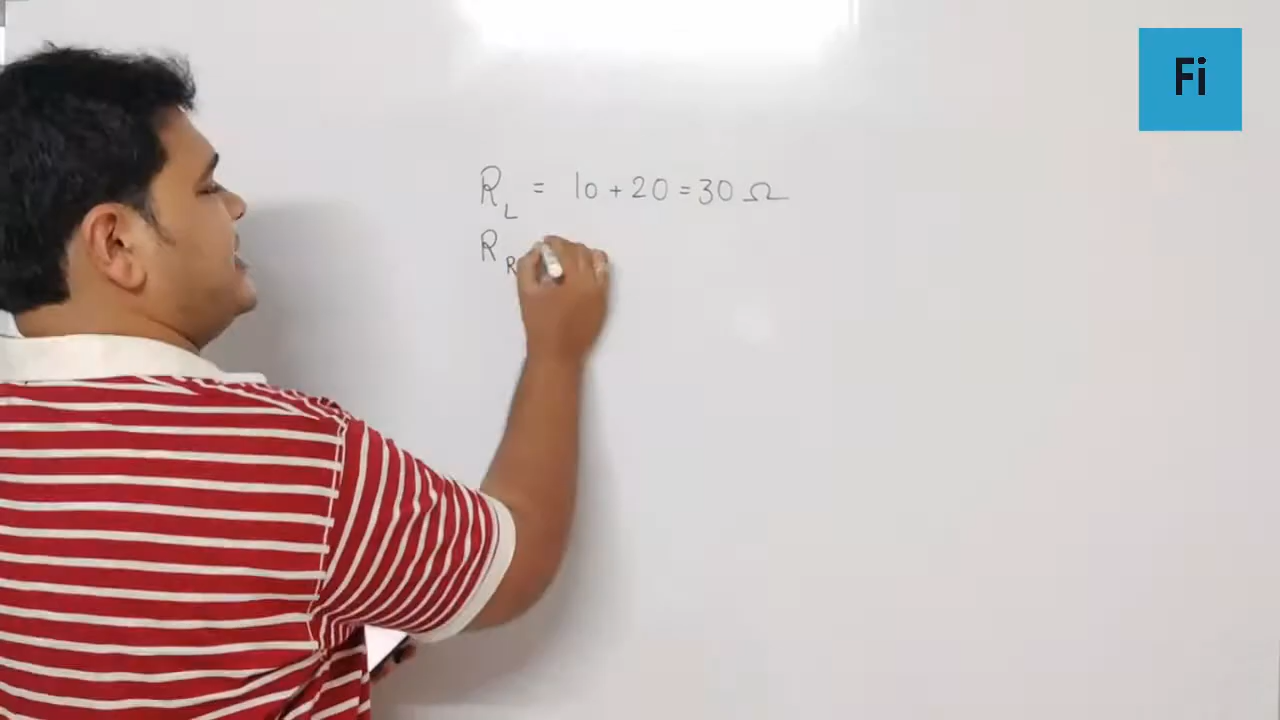 Fi
R_L = 10 + 20 = 30 Ω
R_R